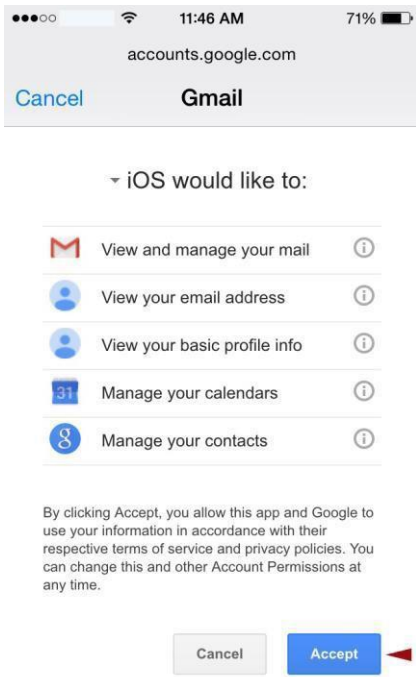 11:46 AM 71%
accounts.google.com
Cancel Gmail
iOS would like to:
View and manage your mail
View your email address
View your basic profile info
31 Manage your calendars
8 Manage your contacts
By clicking Accept, you allow this app and Google to
use your information in accordance with their
respective terms of service and privacy policies. You
can change this and other Account Permissions at
any time.
Cancel Accept